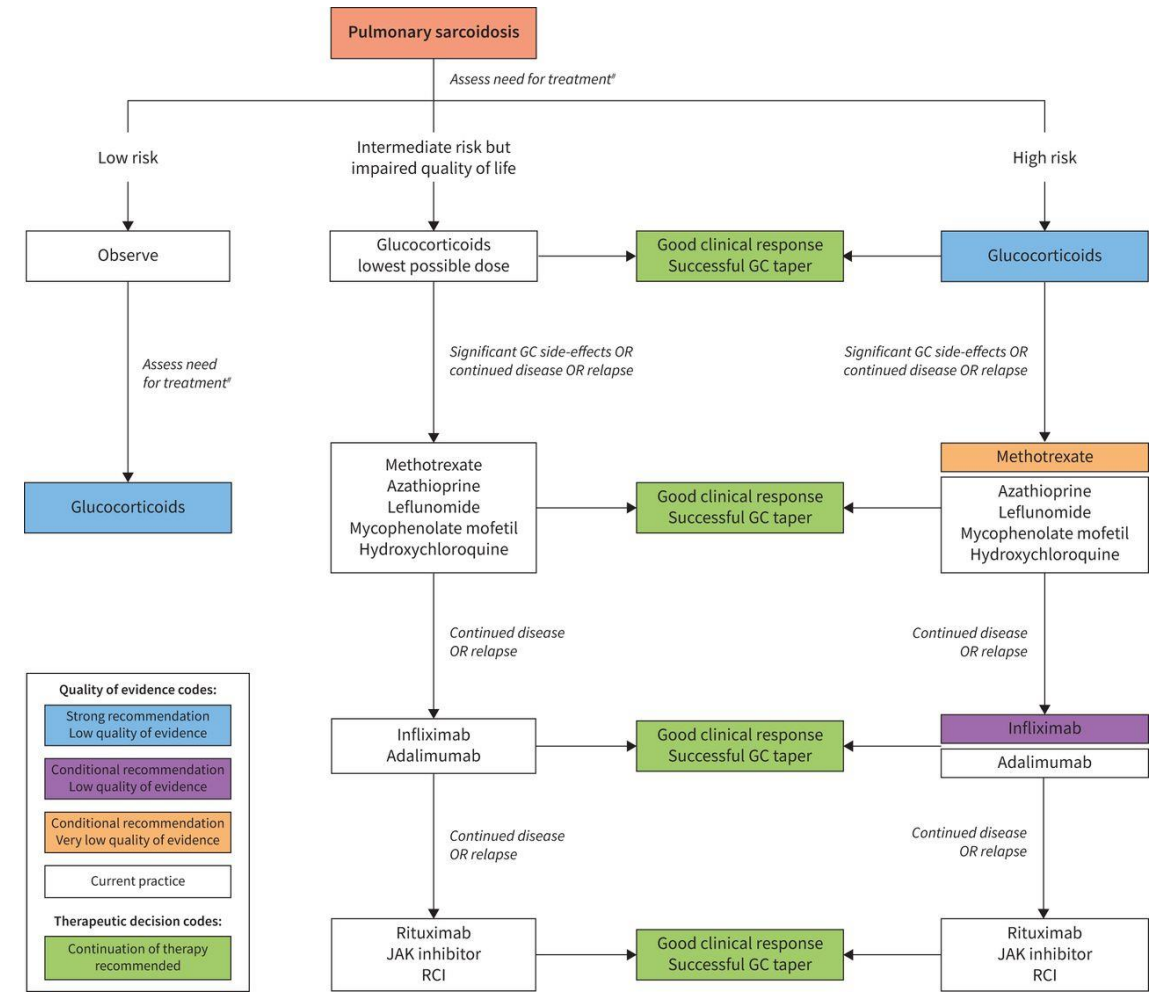 Pulmonary sarcoidosis
Assess need for treatment#
Low risk
Intermediate risk but
impaired quality of life
High risk
Observe
Glucocorticoids
lowest possible dose
Good clinical response
Successful GC taper
Glucocorticoids
Assess need
for treatment#
Significant GC side-effects OR
continued disease OR relapse
Significant GC side-effects OR
continued disease OR relapse
Glucocorticoids
Methotrexate
Azathioprine
Leflunomide
Mycophenolate mofetil
Hydroxychloroquine
Good clinical response
Successful GC taper
Methotrexate
Azathioprine
Leflunomide
Mycophenolate mofetil
Hydroxychloroquine
Continued disease
OR relapse
Continued disease
OR relapse
Infliximab
Adalimumab
Good clinical response
Successful GC taper
Infliximab
Adalimumab
Continued disease
OR relapse
Continued disease
OR relapse
Rituximab
JAK inhibitor
RCI
Good clinical response
Successful GC taper
Rituximab
JAK inhibitor
RCI
Quality of evidence codes:
Strong recommendation
Low quality of evidence
Conditional recommendation
Low quality of evidence
Conditional recommendation
Very low quality of evidence
Current practice
Therapeutic decision codes:
Continuation of therapy
recommended